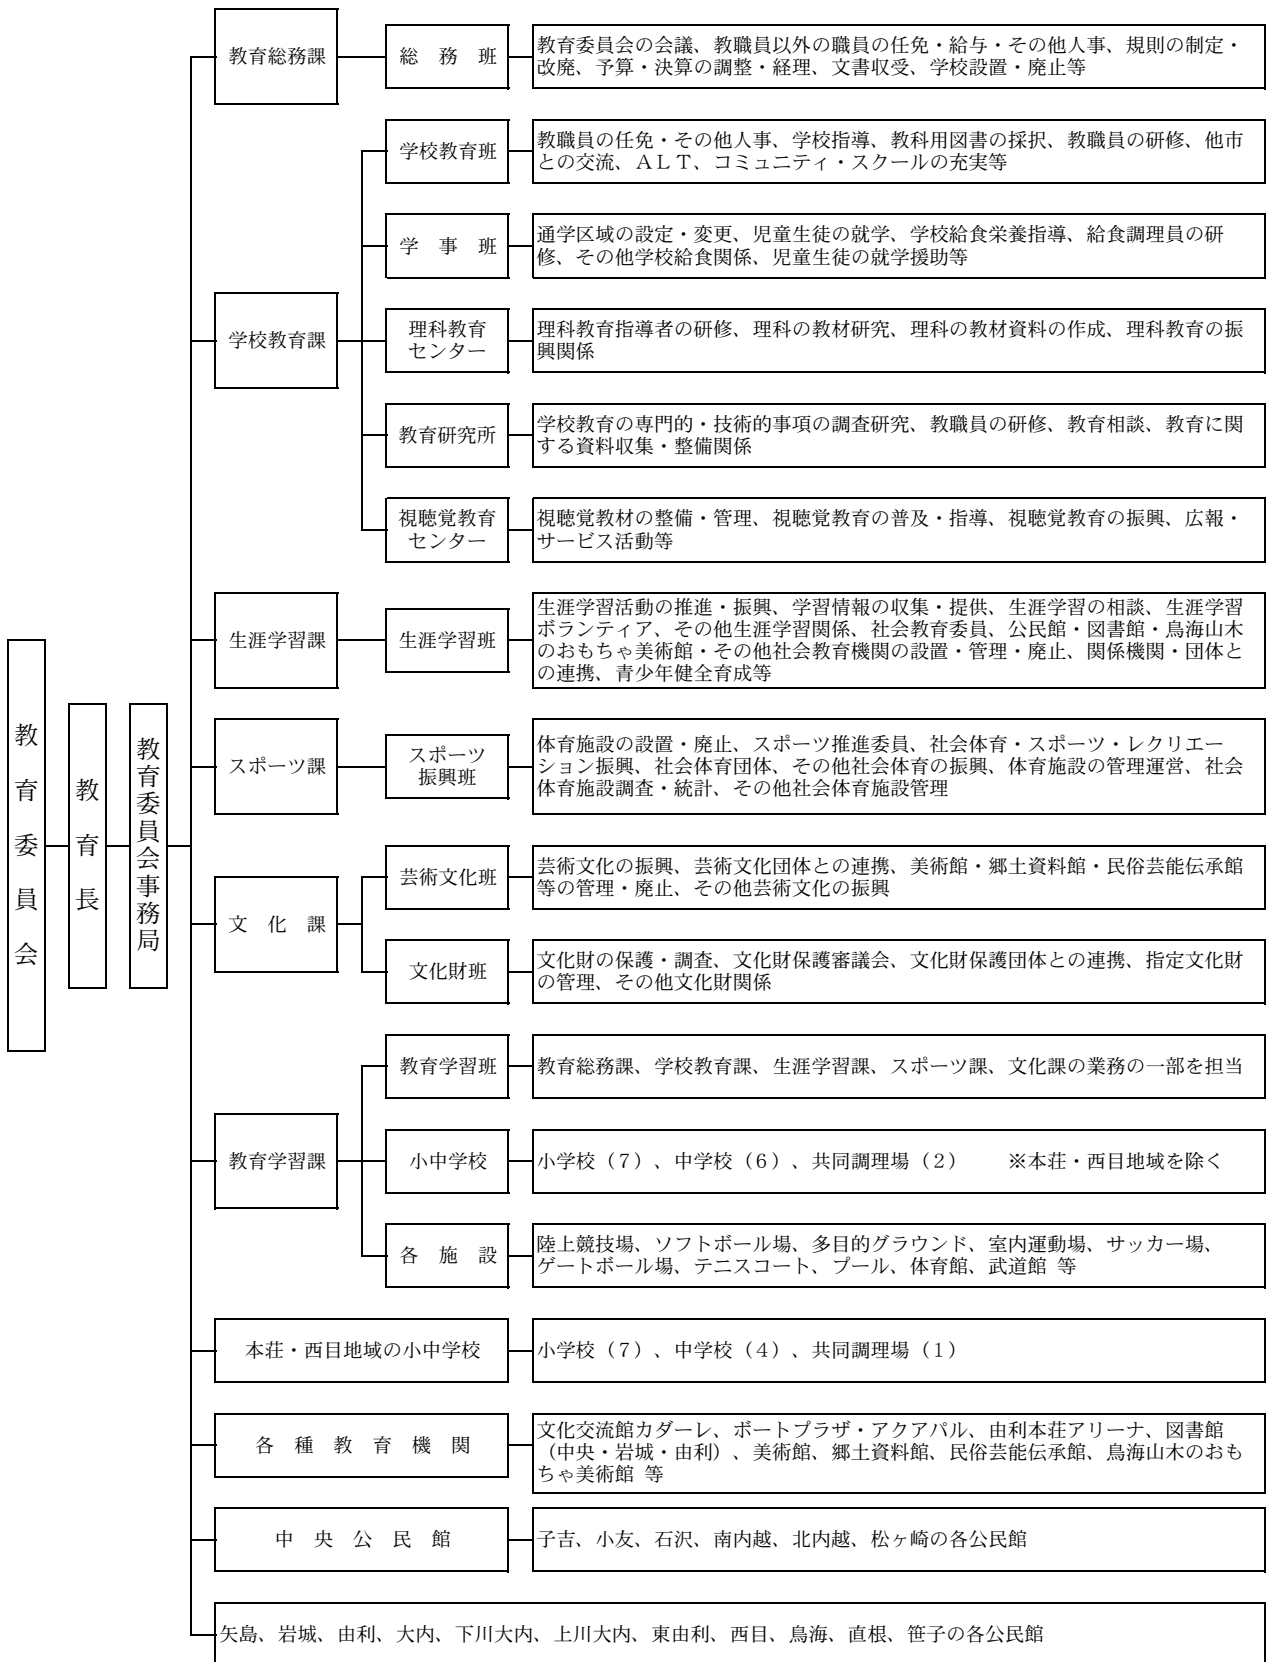 教育委員会
教育長
教育委員会事務局
教育総務課
総　務　班
教育委員会の会議、教職員以外の職員の任免・給与・その他人事、規則の制定・
改廃、予算・決算の調整・経理、文書収受、学校設置・廃止等
学校教育課
学校教育班
教職員の任免・その他人事、学校指導、教科用図書の採択、教職員の研修、他市
との交流、ＡＬＴ、コミュニティ・スクールの充実等
学　事　班
通学区域の設定・変更、児童生徒の就学、学校給食栄養指導、給食調理員の研
修、その他学校給食関係、児童生徒の就学援助等
理科教育
センター
理科教育指導者の研修、理科の教材研究、理科の教材資料の作成、理科教育の振
興関係
教育研究所
学校教育の専門的・技術的事項の調査研究、教職員の研修、教育相談、教育に関
する資料収集・整備関係
視聴覚教育
センター
視聴覚教材の整備・管理、視聴覚教育の普及・指導、視聴覚教育の振興、広報・
サービス活動等
生涯学習課
生涯学習班
生涯学習活動の推進・振興、学習情報の収集・提供、生涯学習の相談、生涯学習
ボランティア、その他生涯学習関係、社会教育委員、公民館・図書館・鳥海山木
のおもちゃ美術館・その他社会教育機関の設置・管理・廃止、関係機関・団体と
の連携、青少年健全育成等
スポーツ課
スポーツ
振興班
体育施設の設置・廃止、スポーツ推進委員、社会体育・スポーツ・レクリエー
ション振興、社会体育団体、その他社会体育の振興、体育施設の管理運営、社会
体育施設調査・統計、その他社会体育施設管理
文　化　課
芸術文化班
芸術文化の振興、芸術文化団体との連携、美術館・郷土資料館・民俗芸能伝承館
等の管理・廃止、その他芸術文化の振興
文化財班
文化財の保護・調査、文化財保護審議会、文化財保護団体との連携、指定文化財
の管理、その他文化財関係
教育学習課
教育学習班
教育総務課、学校教育課、生涯学習課、スポーツ課、文化課の業務の一部を担当
小中学校
小学校（７）、中学校（６）、共同調理場（２）　　※本荘・西目地域を除く
各　施　設
陸上競技場、ソフトボール場、多目的グラウンド、室内運動場、サッカー場、
ゲートボール場、テニスコート、プール、体育館、武道館 等
本荘・西目地域の小中学校
小学校（７）、中学校（４）、共同調理場（１）
各　種　教　育　機　関
文化交流館カダーレ、ボートプラザ・アクアパル、由利本荘アリーナ、図書館
（中央・岩城・由利）、美術館、郷土資料館、民俗芸能伝承館、鳥海山木のおも
ちゃ美術館 等
中　央　公　民　館
子吉、小友、石沢、南内越、北内越、松ヶ崎の各公民館
矢島、岩城、由利、大内、下川大内、上川大内、東由利、西目、鳥海、直根、笹子の各公民館